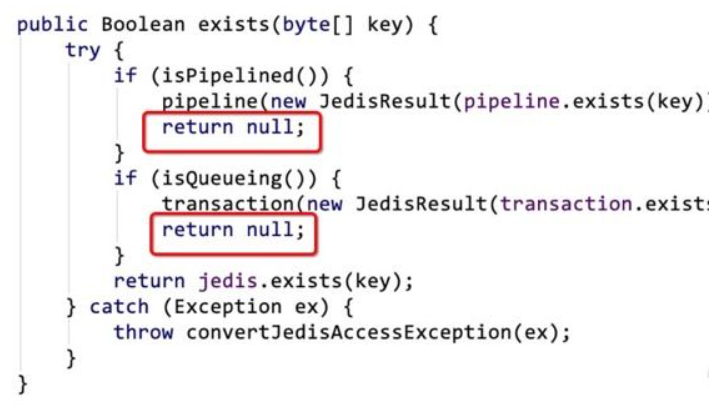 public Boolean exists(byte[] key) {
try {
if (isPipelined()) {
pipeline(new JedisResult(pipeline.exists(key)
return null;
}
if (isQueueing()) {
transaction(new JedisResult(transaction.exists
return null;
}
return jedis.exists(key);
} catch (Exception ex) {
throw convertJedisAccessException(ex);
}
}